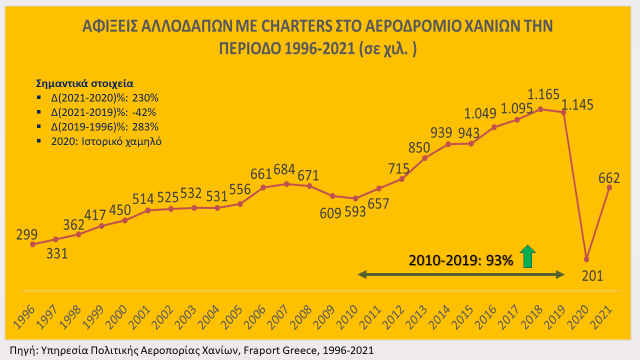 ΑΦΙΞΕΙΣ ΑΛΛΟΔΑΠΩΝ ΜΕ CHARTERS ΣΤΟ ΑΕΡΟΔΡΟΜΙΟ ΧΑΝΙΩΝ ΤΗΝ
ΠΕΡΙΟΔΟ 1996-2021 (σε χιλ. )
Σημαντικά στοιχεία
▪ Δ(2021-2020)%: 230%
▪ Δ(2021-2019)%: -42%
▪ Δ(2019-1996)%: 283%
▪ 2020: Ιστορικό χαμηλό
299 331 362 417 450 514 525 532 531 556 661 684 671 609 593 657 715 850 939 943 1.049 1.095 1.165 1.145 201 662
2010-2019: 93%
1996 1997 1998 1999 2000 2001 2002 2003 2004 2005 2006 2007 2008 2009 2010 2011 2012 2013 2014 2015 2016 2017 2018 2019 2020 2021
Πηγή: Υπηρεσία Πολιτικής Αεροπορίας Χανίων, Fraport Greece, 1996-2021